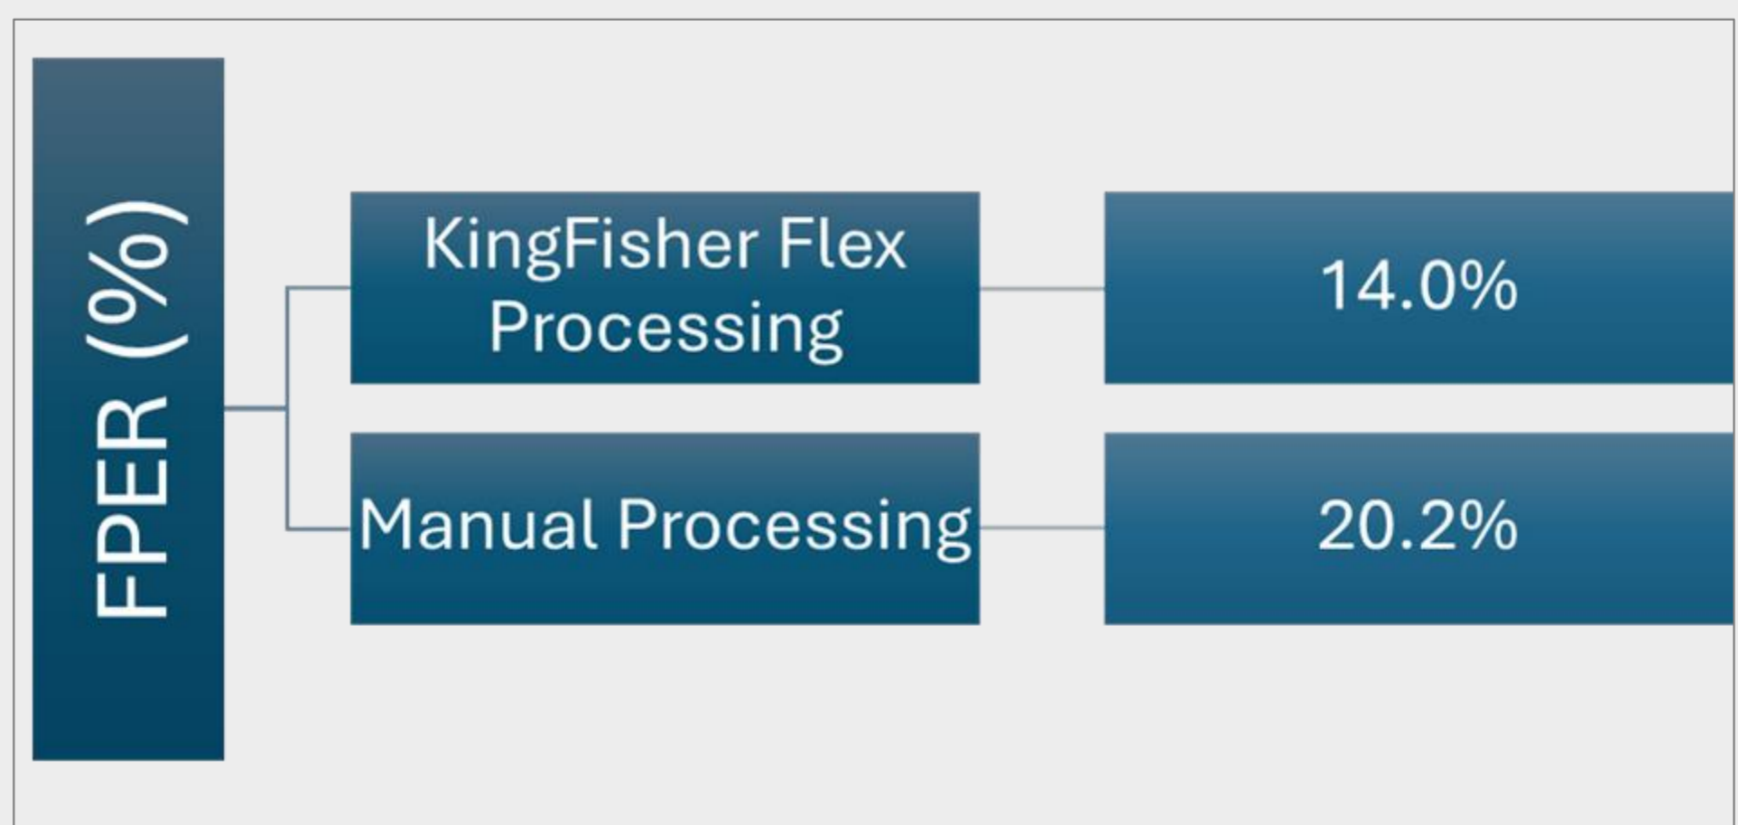 FPER (%)
KingFisher Flex
Processing
14.0%
Manual Processing
20.2%